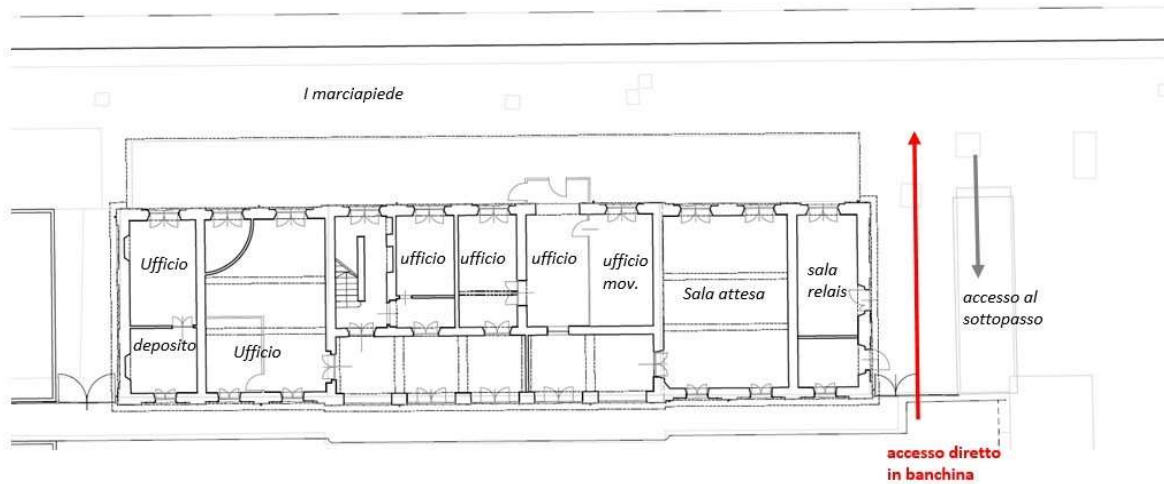 I marciapiede
Ufficio
ufficio
ufficio
ufficio
ufficio
mov.
Sala attesa
sala
relais
accesso al
sottopasso
deposito
Ufficio
accesso diretto
in banchina